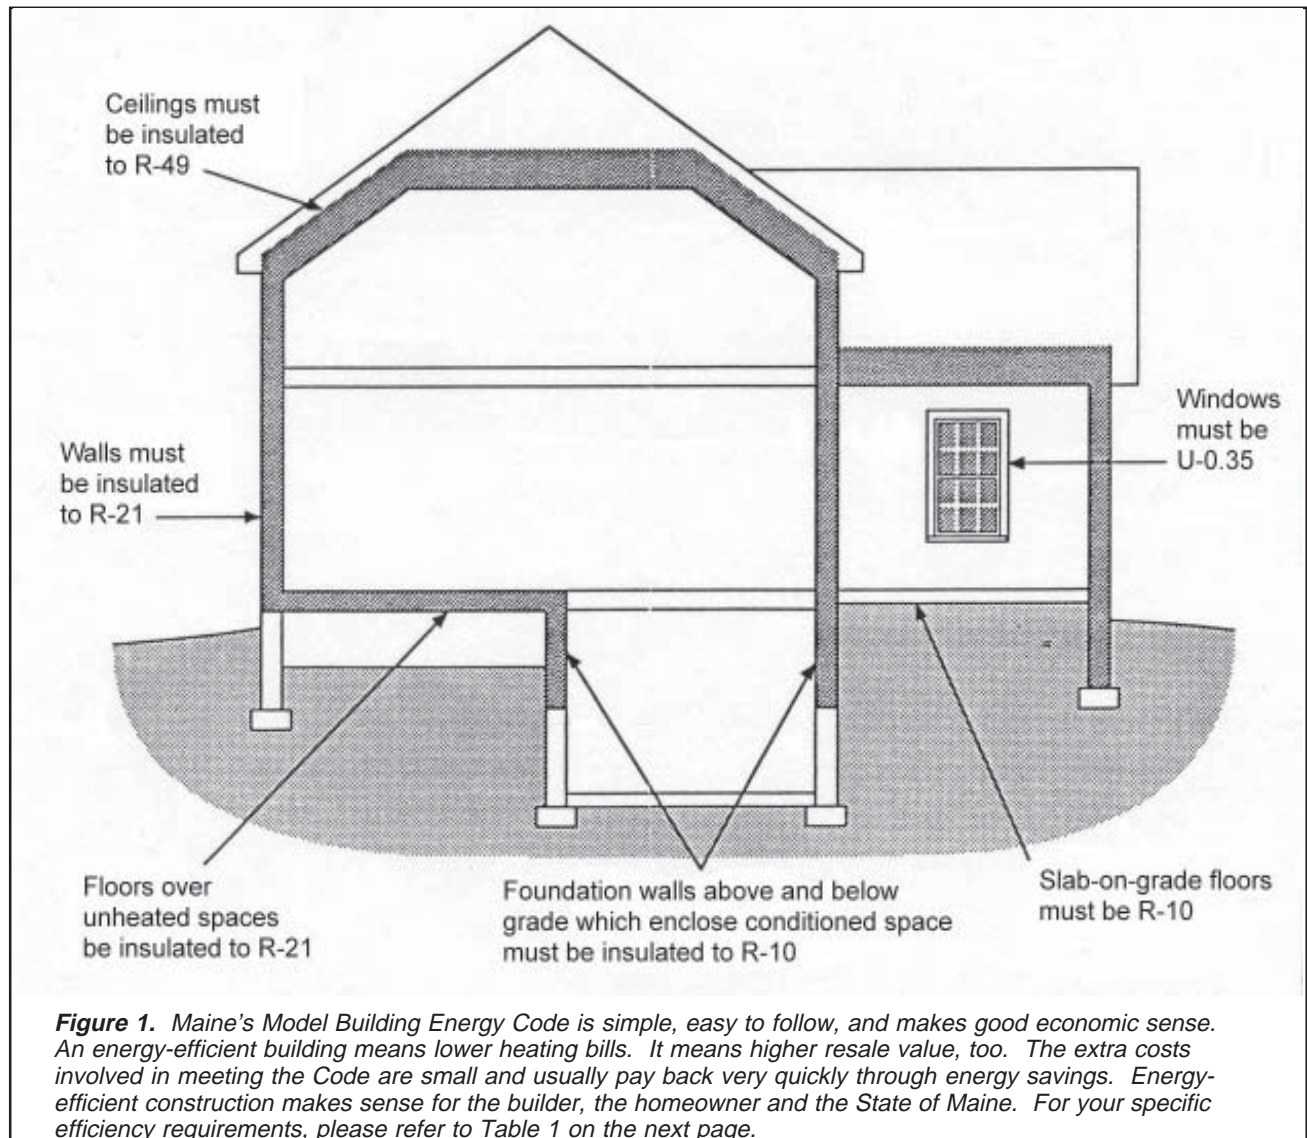 Ceilings must
be insulated
to R-49
Windows
must be
U-0.35
Walls must
be insulated
to R-21
Floors over
unheated spaces
be insulated to R-21
Foundation walls above and below
grade which enclose conditioned space
must be insulated to R-10
Slab-on-grade floors
must be R-10
Figure 1. Maine's Model Building Energy Code is simple, easy to follow, and makes good economic sense.
An energy-efficient building means lower heating bills. It means higher resale value, too. The extra costs
involved in meeting the Code are small and usually pay back very quickly through energy savings. Energy-
efficient construction makes sense for the builder, the homeowner and the State of Maine. For your specific
efficiency requirements, please refer to Table 1 on the next page.